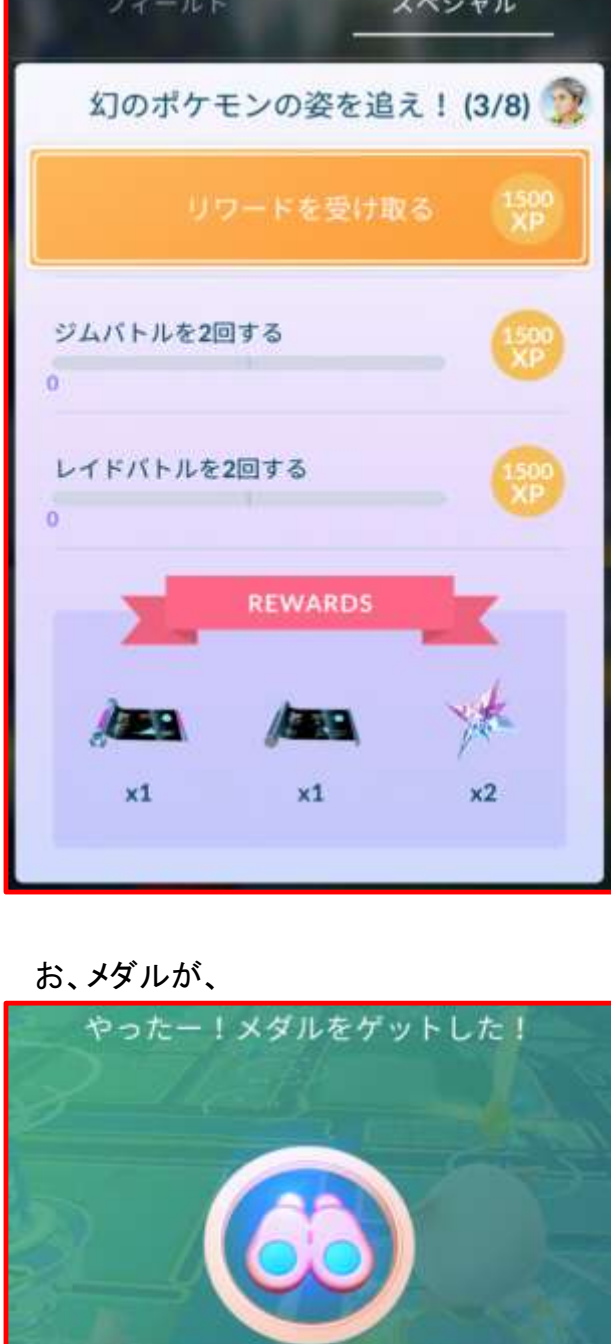 フィールド スペシャル
幻のポケモンの姿を追え！ (3/8)
リワードを受け取る 1500 XP
ジムバトルを2回する 1500 XP
0
レイドバトルを2回する 1500 XP
0
REWARDS
x1 x1 x2
お、メダルが、
やったー！メダルをゲットした！